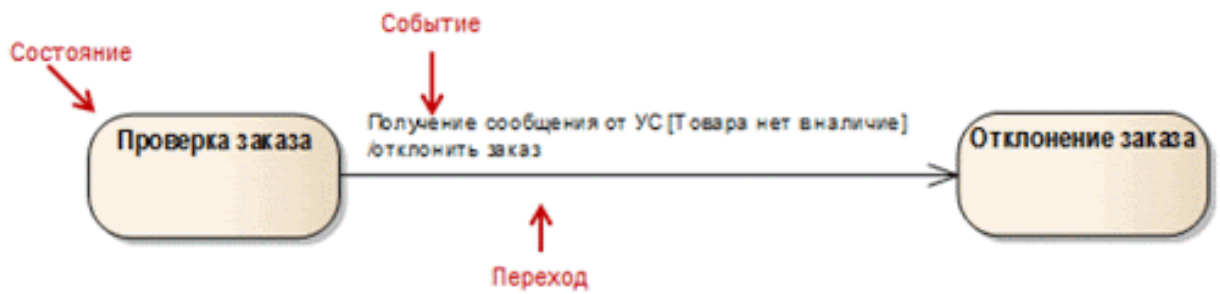 Событие
Состояние
Получение сообщения от УС [Товара нет вналичие]
/отклонить заказ
Проверка заказа
Отклонение заказа
Переход